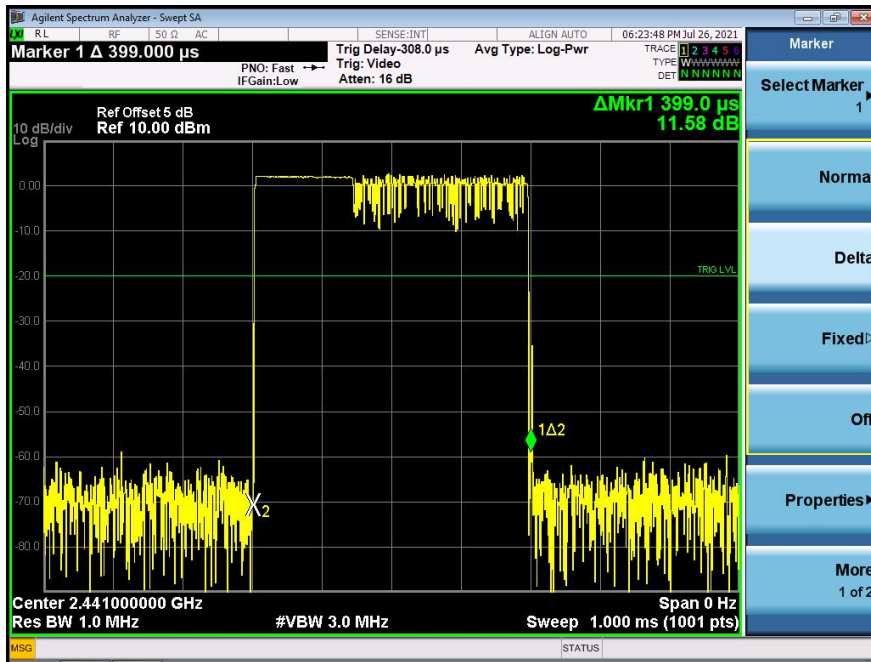 Agilent Spectrum Analyzer - Swept SA
LXI RL RF 50 Ω AC SENSE:INT ALIGN AUTO 06:23:48 PM Jul 26, 2021
Marker 1 Δ 399.000 µs
Trig Delay-308.0 µs Avg Type: Log-Pwr TRACE 1 2 3 4 5 6
PNO: Fast Trig: Video TYPE WWWWWWW
IFGain:Low Atten: 16 dB DET N N N N N N
ΔMkr1 399.0 µs
11.58 dB
Ref Offset 5 dB
10 dB/div Ref 10.00 dBm
Log
0.00
-10.0
-20.0
TRIG LVL
-30.0
-40.0
-50.0
1Δ2
-60.0
-70.0
2
-80.0
Center 2.441000000 GHz Span 0 Hz
Res BW 1.0 MHz #VBW 3.0 MHz Sweep 1.000 ms (1001 pts)
MSG STATUS
Marker
Select Marker
1
Norma
Delta
Fixed
Off
Properties
More
1 of 2